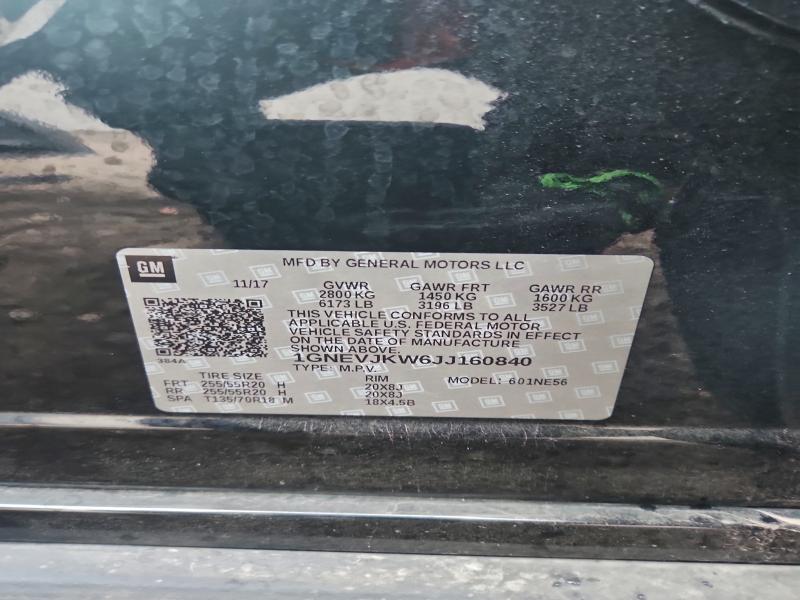 GM
MFD BY GENERAL MOTORS LLC
11/17 GVWR GAWR FRT GAWR RR
2800 KG 1450 KG 1600 KG
6173 LB 3196 LB 3527 LB
THIS VEHICLE CONFORMS TO ALL
APPLICABLE U.S. FEDERAL MOTOR
VEHICLE SAFETY STANDARDS IN EFFECT
ON THE DATE OF MANUFACTURE
SHOWN ABOVE.
384A
1GNEVJKW6JJ160840
TYPE: M.P.V.
TIRE SIZE RIM MODEL: 601NE56
FRT 255/55R20 H 20X8J
RR 255/55R20 H 20X8J
SPA T135/70R18 M 18X4.5B